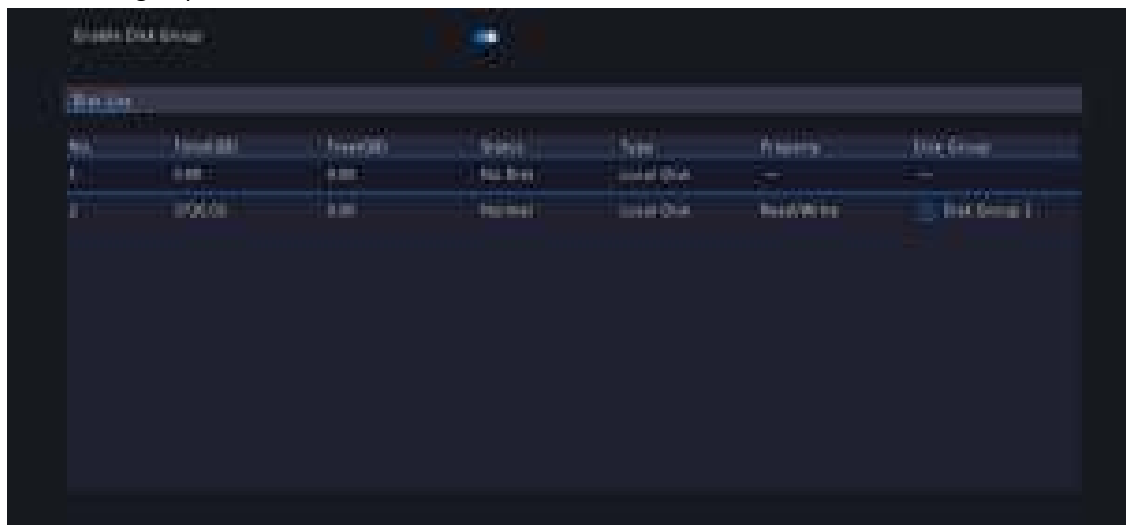 Enable Disk Group
Disk List
No. Total(GB) Free(GB) Status Type Property Disk Group
1 0.00 0.00 No Disk Local Disk — —
2 0.00 Normal Local Disk Read/Write Disk Group 1